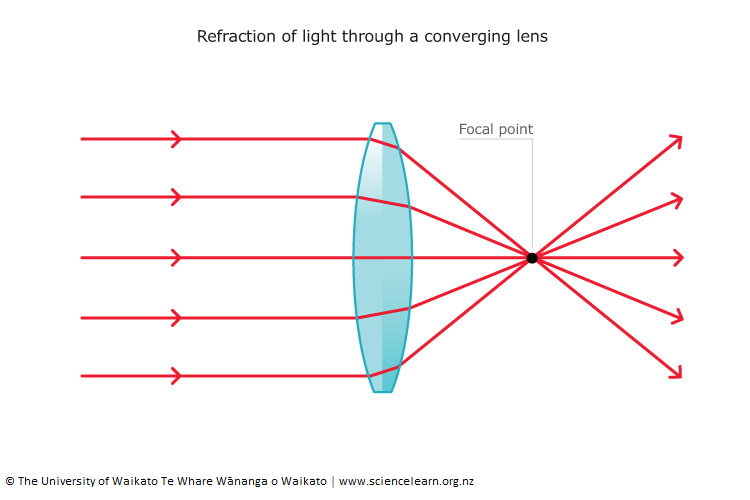 Refraction of light through a converging lens
Focal point
© The University of Waikato Te Whare Wānanga o Waikato | www.sciencelearn.org.nz